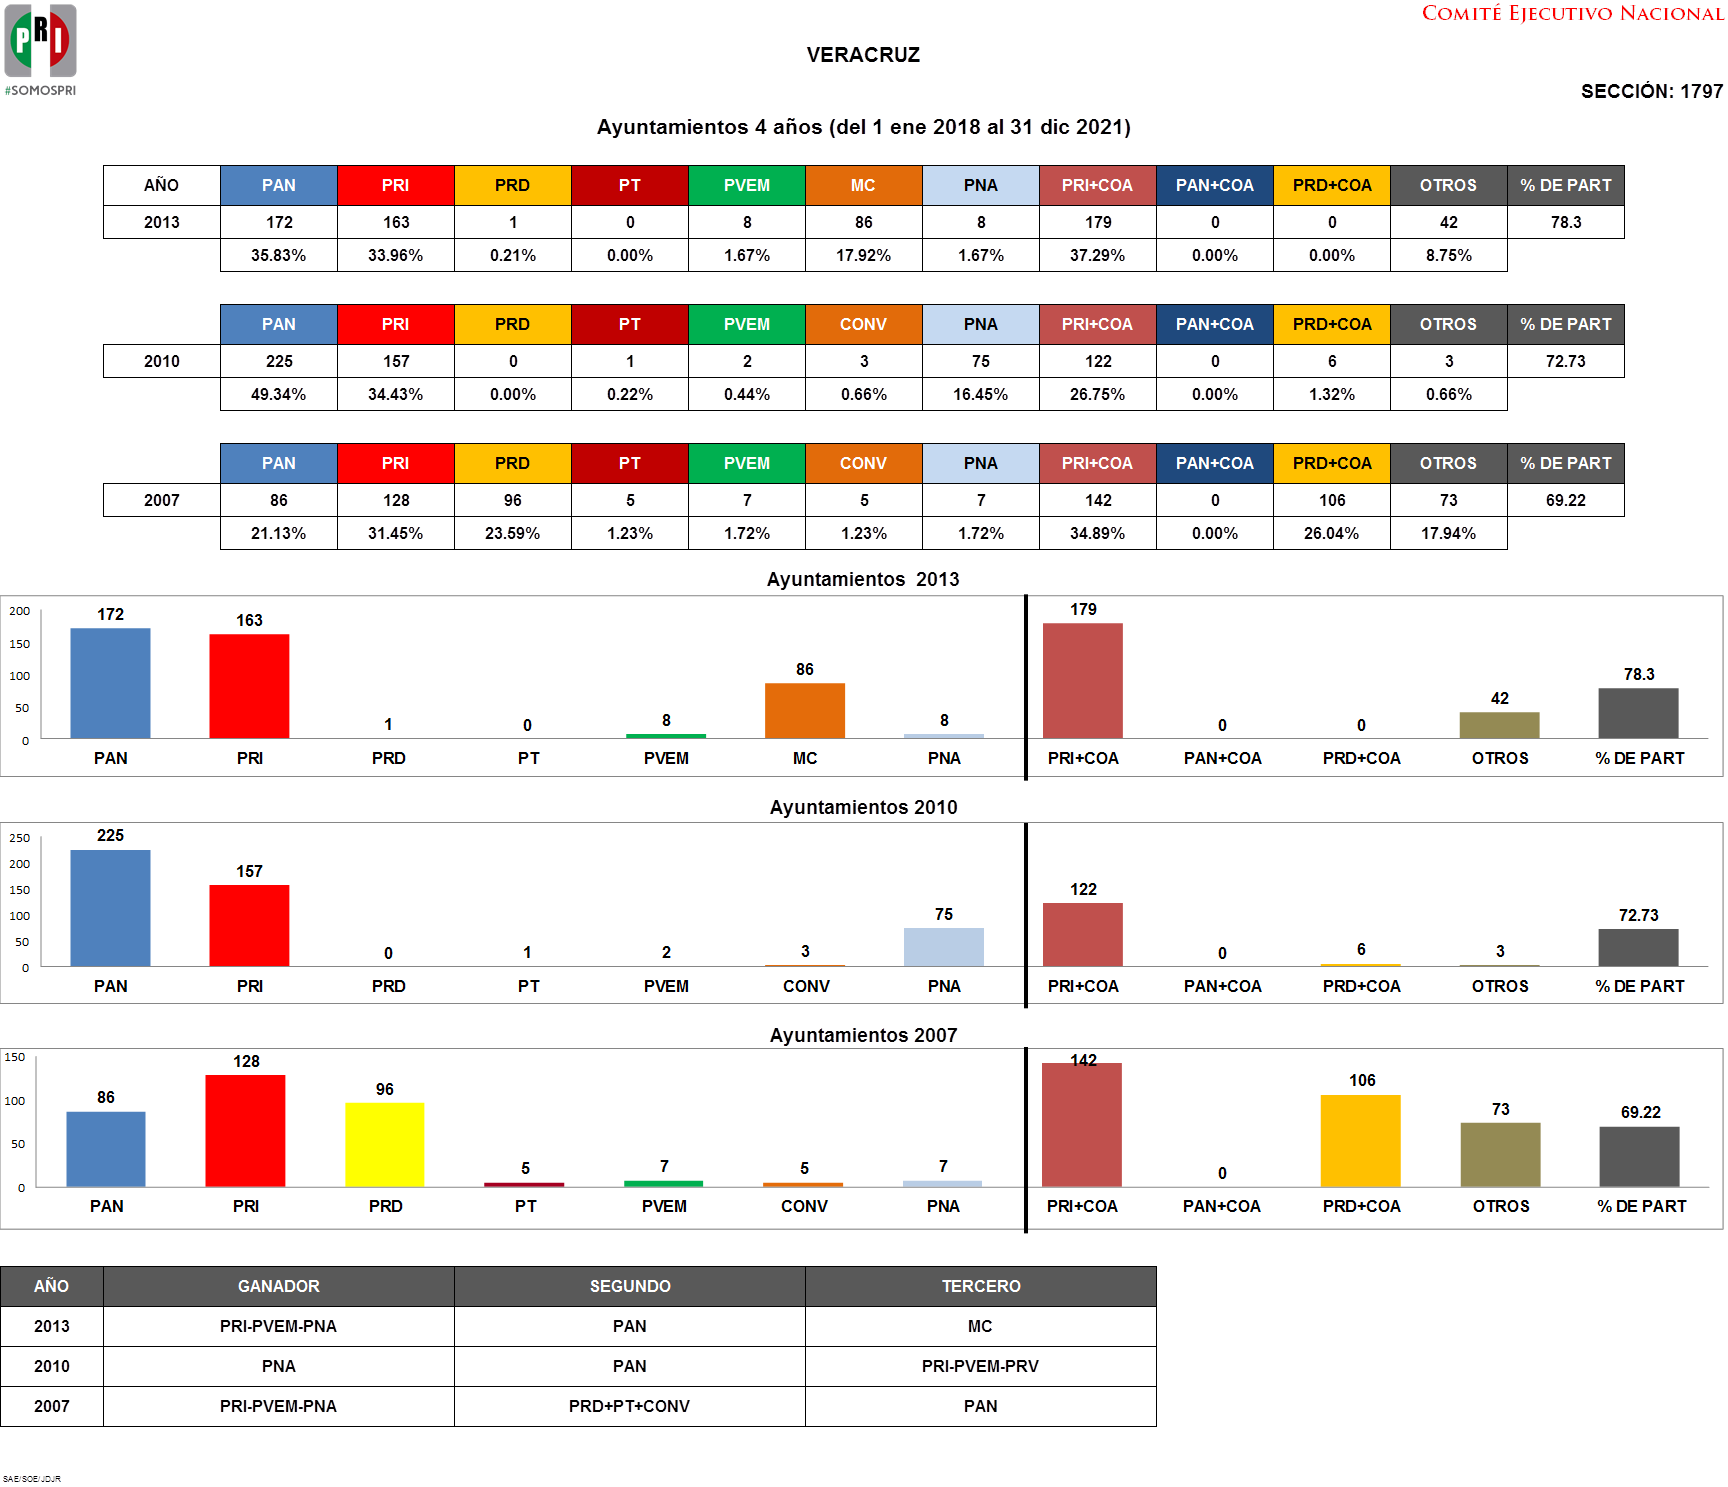 PRI
#SOMOSPRI
COMITÉ EJECUTIVO NACIONAL
VERACRUZ
SECCIÓN: 1797
Ayuntamientos 4 años (del 1 ene 2018 al 31 dic 2021)
AÑO PAN PRI PRD PT PVEM MC PNA PRI+COA PAN+COA PRD+COA OTROS % DE PART
2013 172 163 1 0 8 86 8 179 0 0 42 78.3
35.83% 33.96% 0.21% 0.00% 1.67% 17.92% 1.67% 37.29% 0.00% 0.00% 8.75%
PAN PRI PRD PT PVEM CONV PNA PRI+COA PAN+COA PRD+COA OTROS % DE PART
2010 225 157 0 1 2 3 75 122 0 6 3 72.73
49.34% 34.43% 0.00% 0.22% 0.44% 0.66% 16.45% 26.75% 0.00% 1.32% 0.66%
PAN PRI PRD PT PVEM CONV PNA PRI+COA PAN+COA PRD+COA OTROS % DE PART
2007 86 128 96 5 7 5 7 142 0 106 73 69.22
21.13% 31.45% 23.59% 1.23% 1.72% 1.23% 1.72% 34.89% 0.00% 26.04% 17.94%
Ayuntamientos 2013
200
150
100
50
0
172 163 1 0 8 86 8 179 0 0 42 78.3
PAN PRI PRD PT PVEM MC PNA PRI+COA PAN+COA PRD+COA OTROS % DE PART
Ayuntamientos 2010
250
200
150
100
50
0
225 157 0 1 2 3 75 122 0 6 3 72.73
PAN PRI PRD PT PVEM CONV PNA PRI+COA PAN+COA PRD+COA OTROS % DE PART
Ayuntamientos 2007
150
100
50
0
86 128 96 5 7 5 7 142 0 106 73 69.22
PAN PRI PRD PT PVEM CONV PNA PRI+COA PAN+COA PRD+COA OTROS % DE PART
AÑO GANADOR SEGUNDO TERCERO
2013 PRI-PVEM-PNA PAN MC
2010 PNA PAN PRI-PVEM-PRV
2007 PRI-PVEM-PNA PRD+PT+CONV PAN
SAE/SOE/JDJR